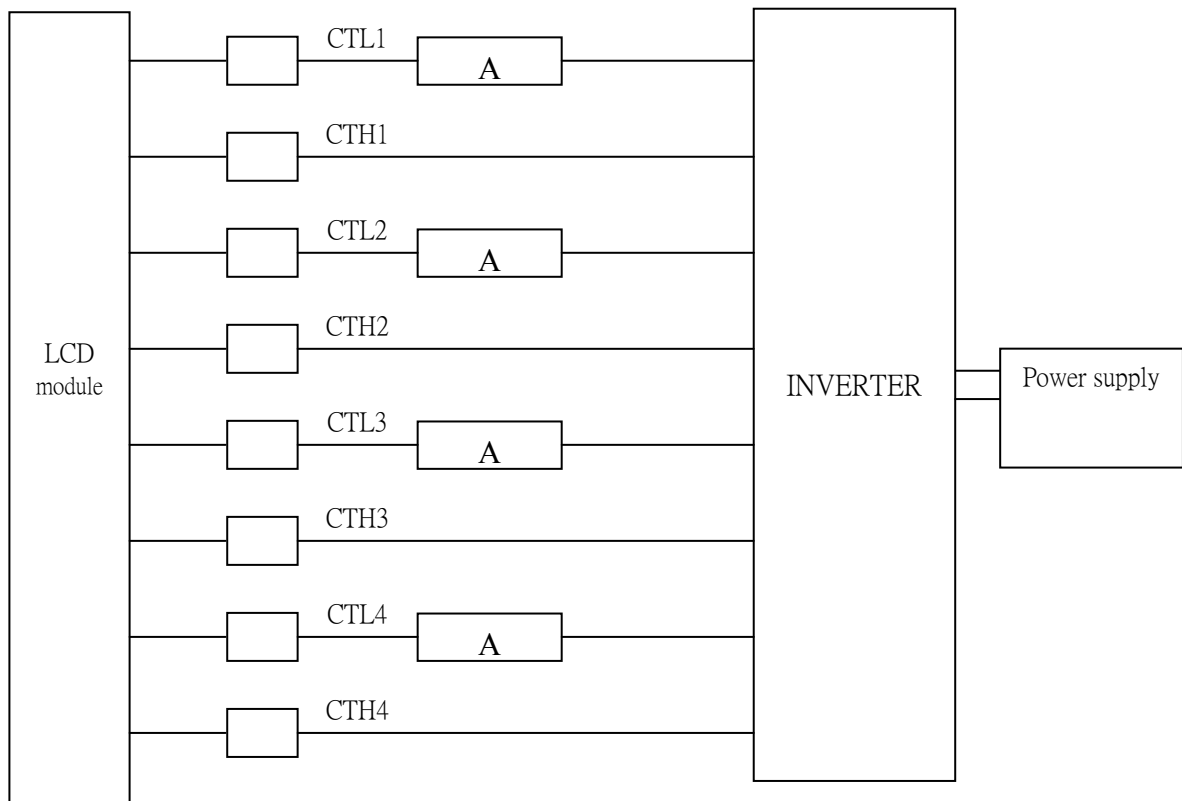 CTL1
A
CTH1
CTL2
A
CTH2
LCD
module
INVERTER
Power supply
CTL3
A
CTH3
CTL4
A
CTH4